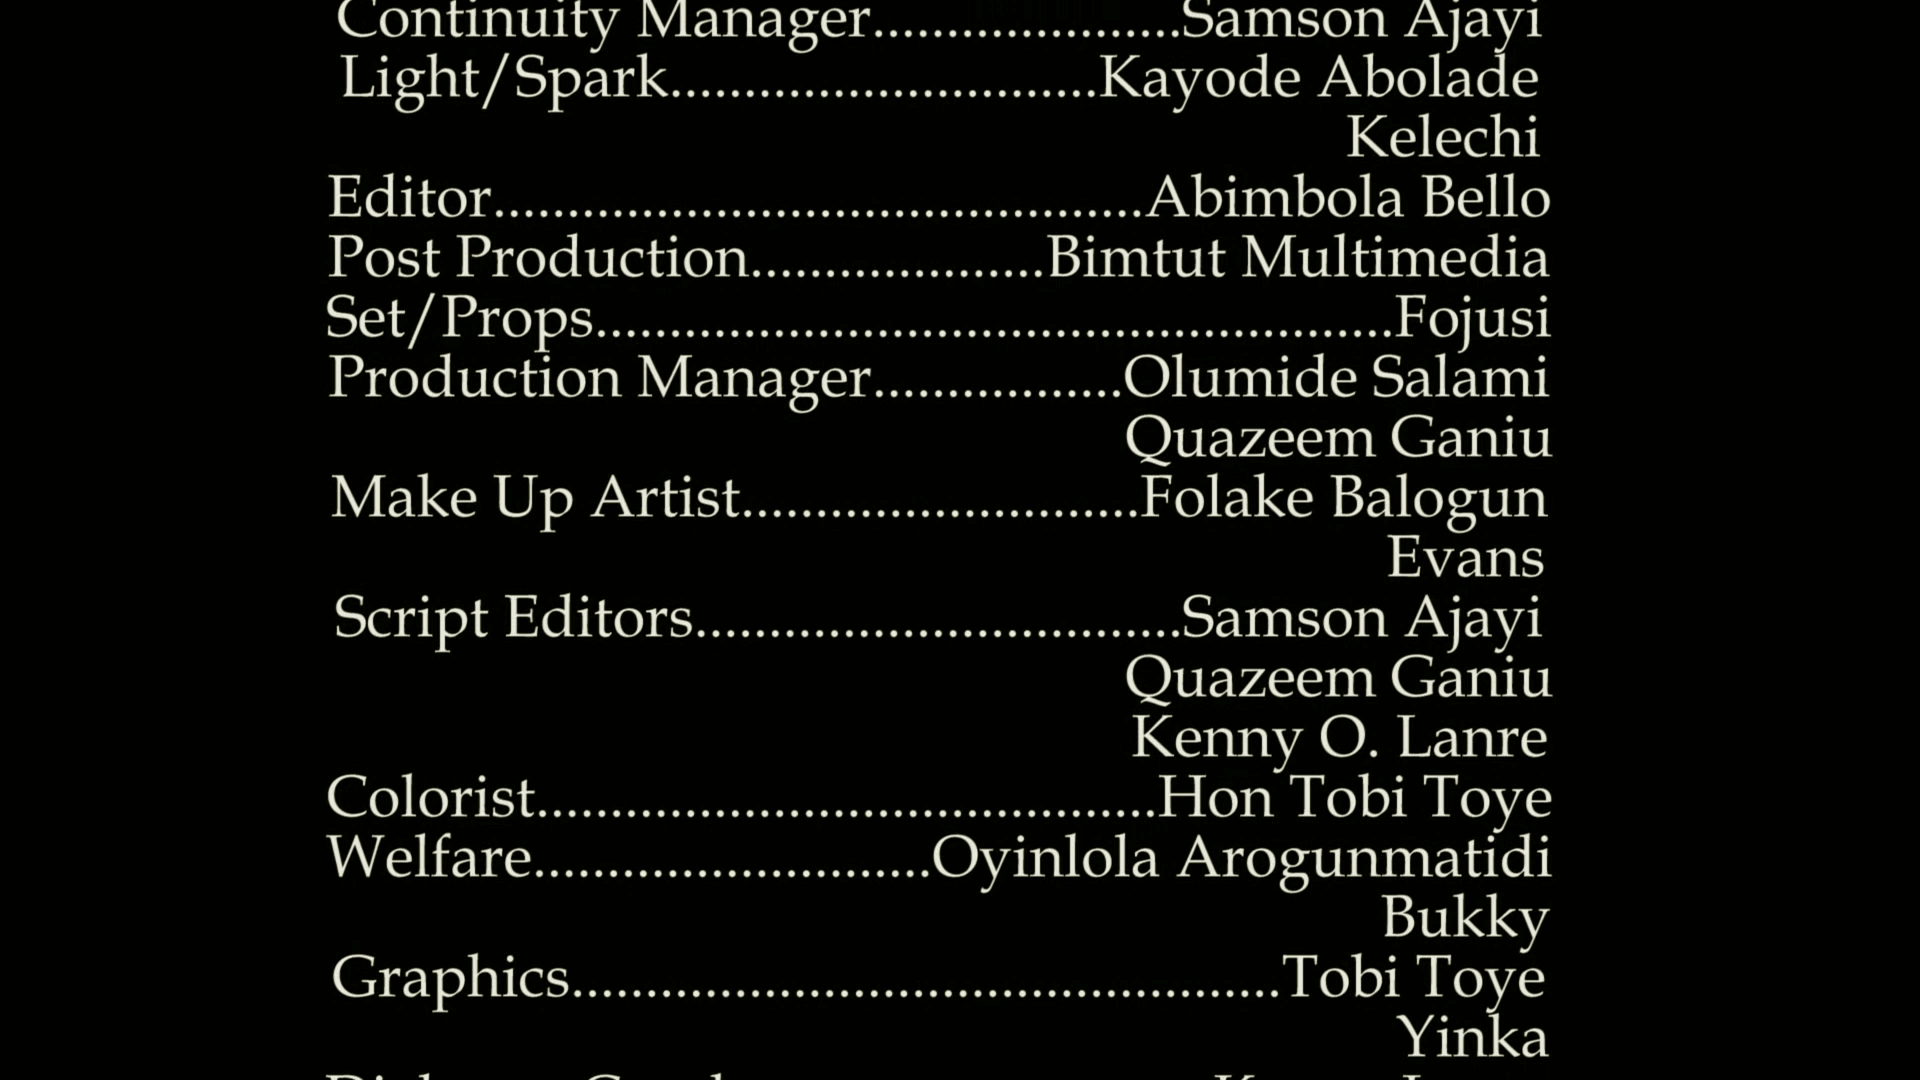 Continuity Manager.....................Samson Ajayi
Light/Spark.............................Kayode Abolade
Kelechi
Editor............................................Abimbola Bello
Post Production....................Bimtut Multimedia
Set/Props......................................................Fojusi
Production Manager.................Olumide Salami
Quazeem Ganiu
Make Up Artist...........................Folake Balogun
Evans
Script Editors.................................Samson Ajayi
Quazeem Ganiu
Kenny O. Lanre
Colorist..........................................Hon Tobi Toye
Welfare...........................Oyinlola Arogunmatidi
Bukky
Graphics................................................Tobi Toye
Yinka